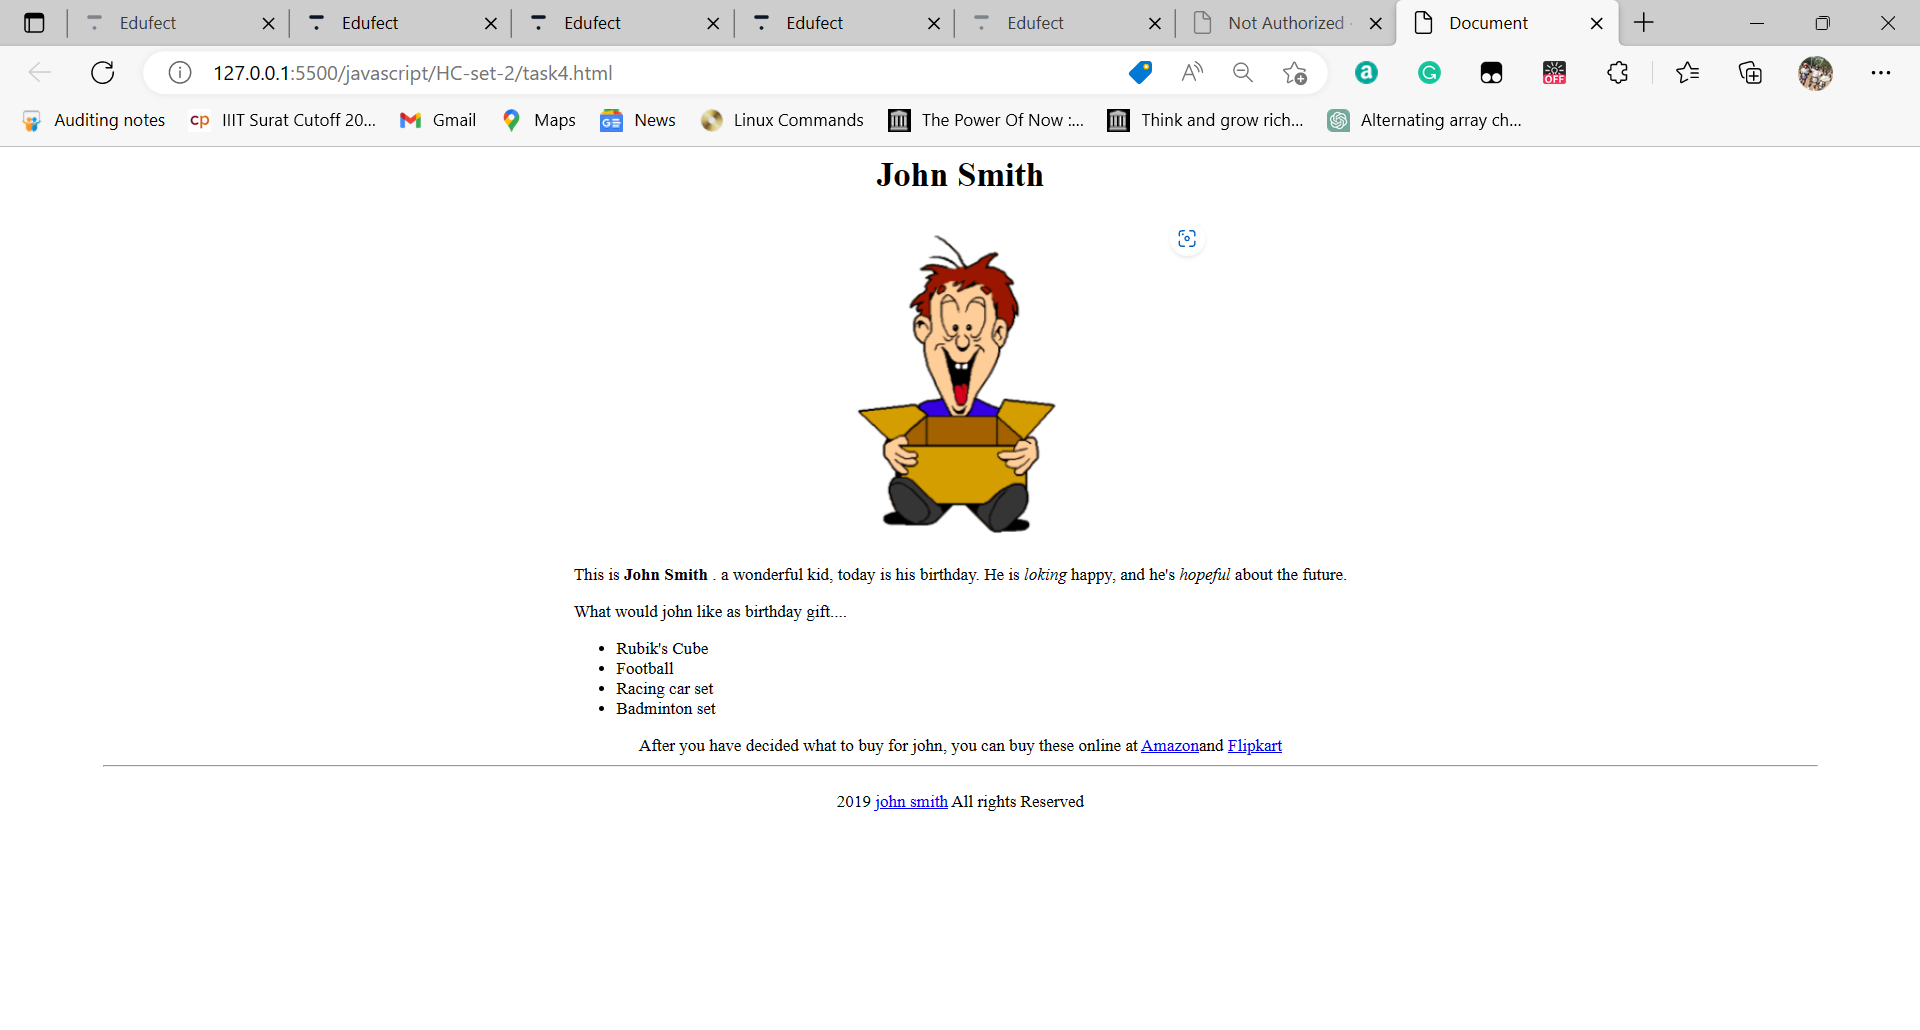 Edufect Edufect Edufect Edufect Edufect Not Authorized Document
127.0.0.1:5500/javascript/HC-set-2/task4.html
Auditing notes cp IIIT Surat Cutoff 20... Gmail Maps News Linux Commands The Power Of Now :... Think and grow rich... Alternating array ch...
John Smith
This is John Smith . a wonderful kid, today is his birthday. He is loking happy, and he's hopeful about the future.
What would john like as birthday gift....
• Rubik's Cube
• Football
• Racing car set
• Badminton set
After you have decided what to buy for john, you can buy these online at Amazonand Flipkart
2019 john smith All rights Reserved